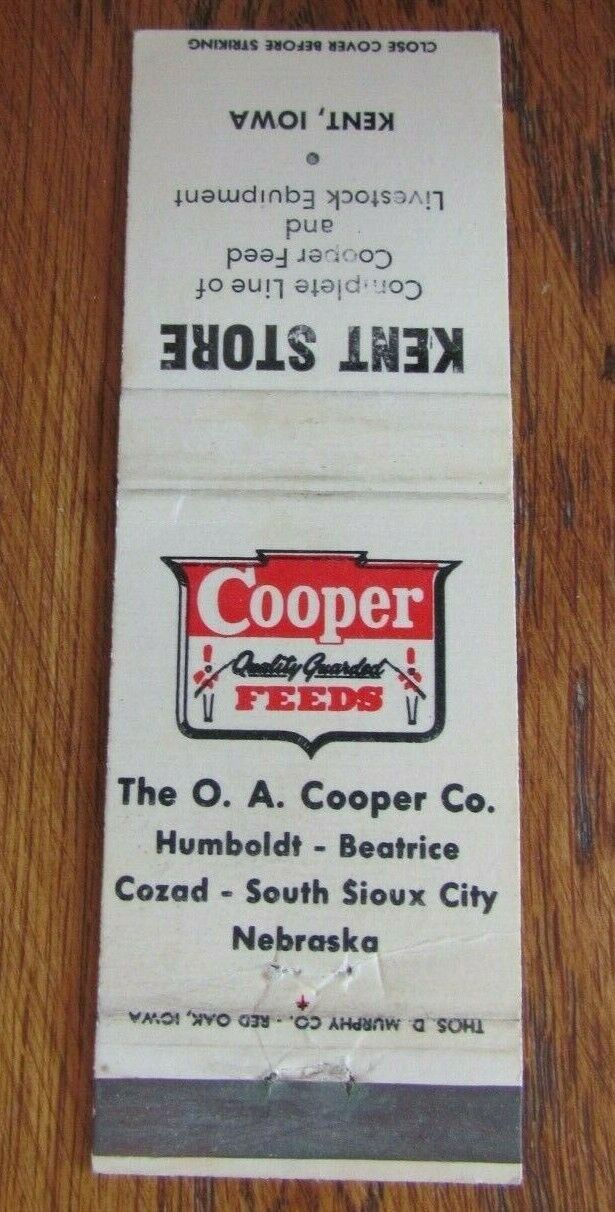 CLOSE COVER BEFORE STRIKING
KENT STORE
Complete Line of
Cooper Feed
and
Livestock Equipment
KENT, IOWA
Cooper
Quality Guarded
FEEDS
The O. A. Cooper Co.
Humboldt - Beatrice
Cozad - South Sioux City
Nebraska
THOS. D. MURPHY CO. - RED OAK, IOWA